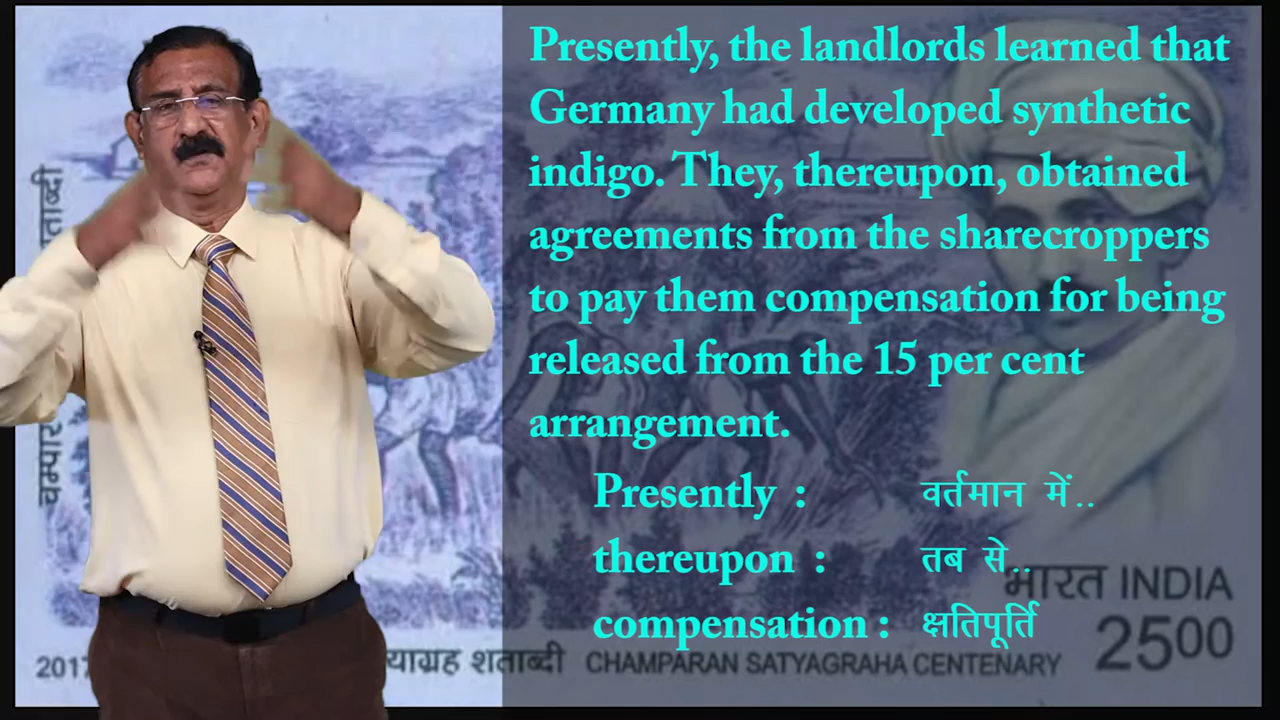 Presently, the landlords learned that
Germany had developed synthetic
indigo. They, thereupon, obtained
agreements from the sharecroppers
to pay them compensation for being
released from the 15 per cent
arrangement.
Presently : वर्तमान में..
thereupon : तब से..
compensation : क्षतिपूर्ति
भारत INDIA
2500
2017
याग्रह शताब्दी CHAMPARAN SATYAGRAHA CENTENARY
चम्पार
ताब्दी